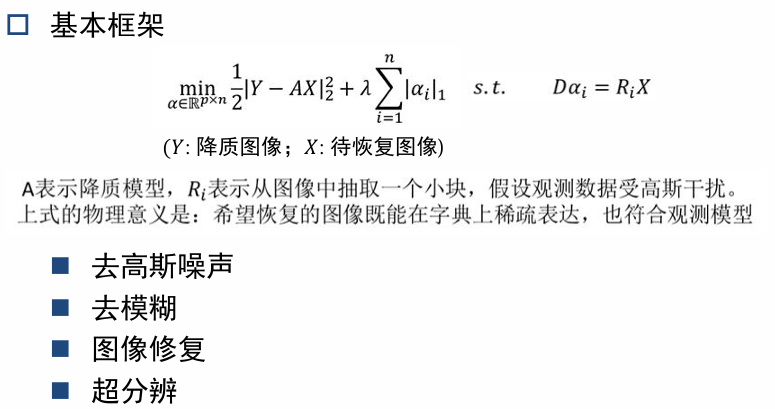 基本框架
$$\min_{\alpha\in\mathbb{R}^{p\times n}} \frac{1}{2}|Y-AX|_2^2+\lambda\sum_{i=1}^{n}|\alpha_i|_1 \quad s.t. \quad D\alpha_i=R_iX$$
(Y: 降质图像；X: 待恢复图像)
A表示降质模型，$R_i$表示从图像中抽取一个小块，假设观测数据受高斯干扰。
上式的物理意义是：希望恢复的图像既能在字典上稀疏表达，也符合观测模型
去高斯噪声
去模糊
图像修复
超分辨